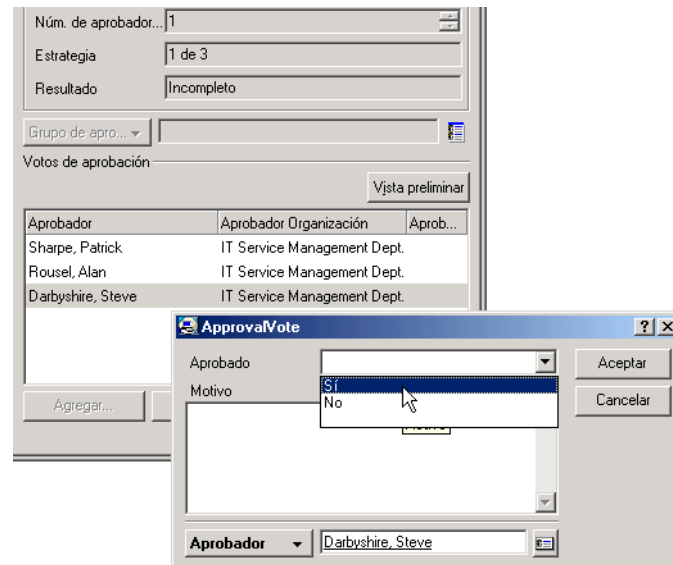 Núm. de aprobador... 1
Estrategia 1 de 3
Resultado Incompleto
Grupo de apro...
Votos de aprobación
Vista preliminar
Aprobador Aprobador Organización Aprob...
Sharpe, Patrick IT Service Management Dept.
Rousel, Alan IT Service Management Dept.
Darbyshire, Steve IT Service Management Dept.
Agregar...
ApprovalVote
Aprobado
Aceptar
Motivo
Sí
No
Cancelar
Aprobador Darbyshire, Steve